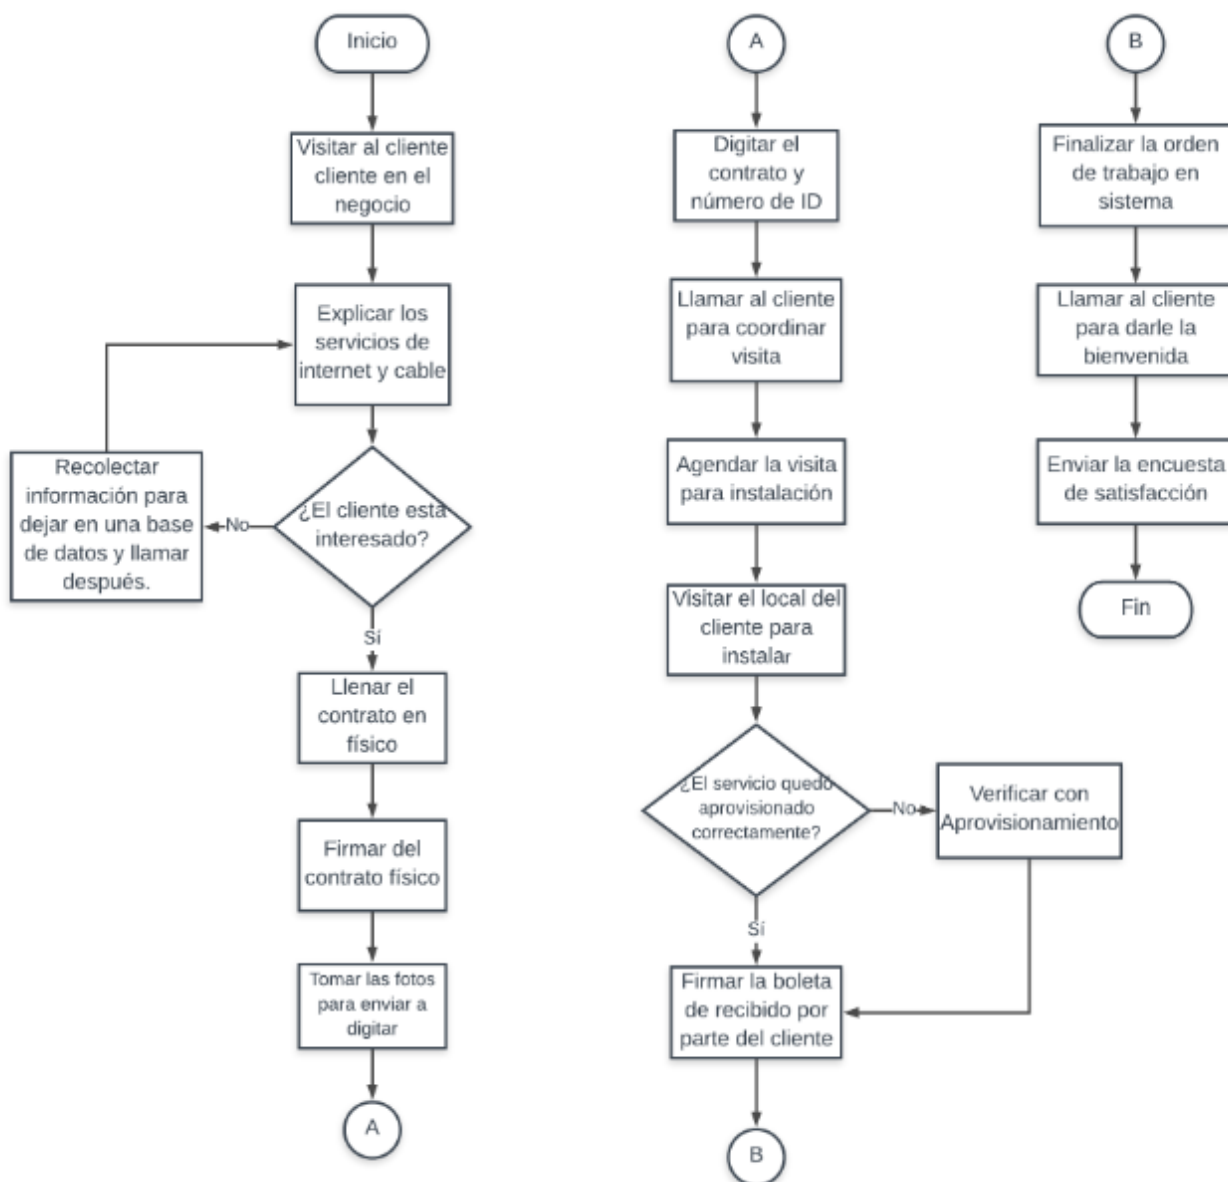 Inicio
Visitar al cliente
cliente en el
negocio
Explicar los
servicios de
internet y cable
Recolectar
información para
dejar en una base
de datos y llamar
después.
No
¿El cliente está
interesado?
Sí
Llenar el
contrato en
físico
Firmar del
contrato físico
Tomar las fotos
para enviar a
digitar
A
A
Digitar el
contrato y
número de ID
Llamar al cliente
para coordinar
visita
Agendar la visita
para instalación
Visitar el local del
cliente para
instalar
¿El servicio quedó
aprovisionado
correctamente?
No
Verificar con
Aprovisionamiento
Sí
Firmar la boleta
de recibido por
parte del cliente
B
B
Finalizar la orden
de trabajo en
sistema
Llamar al cliente
para darle la
bienvenida
Enviar la encuesta
de satisfacción
Fin